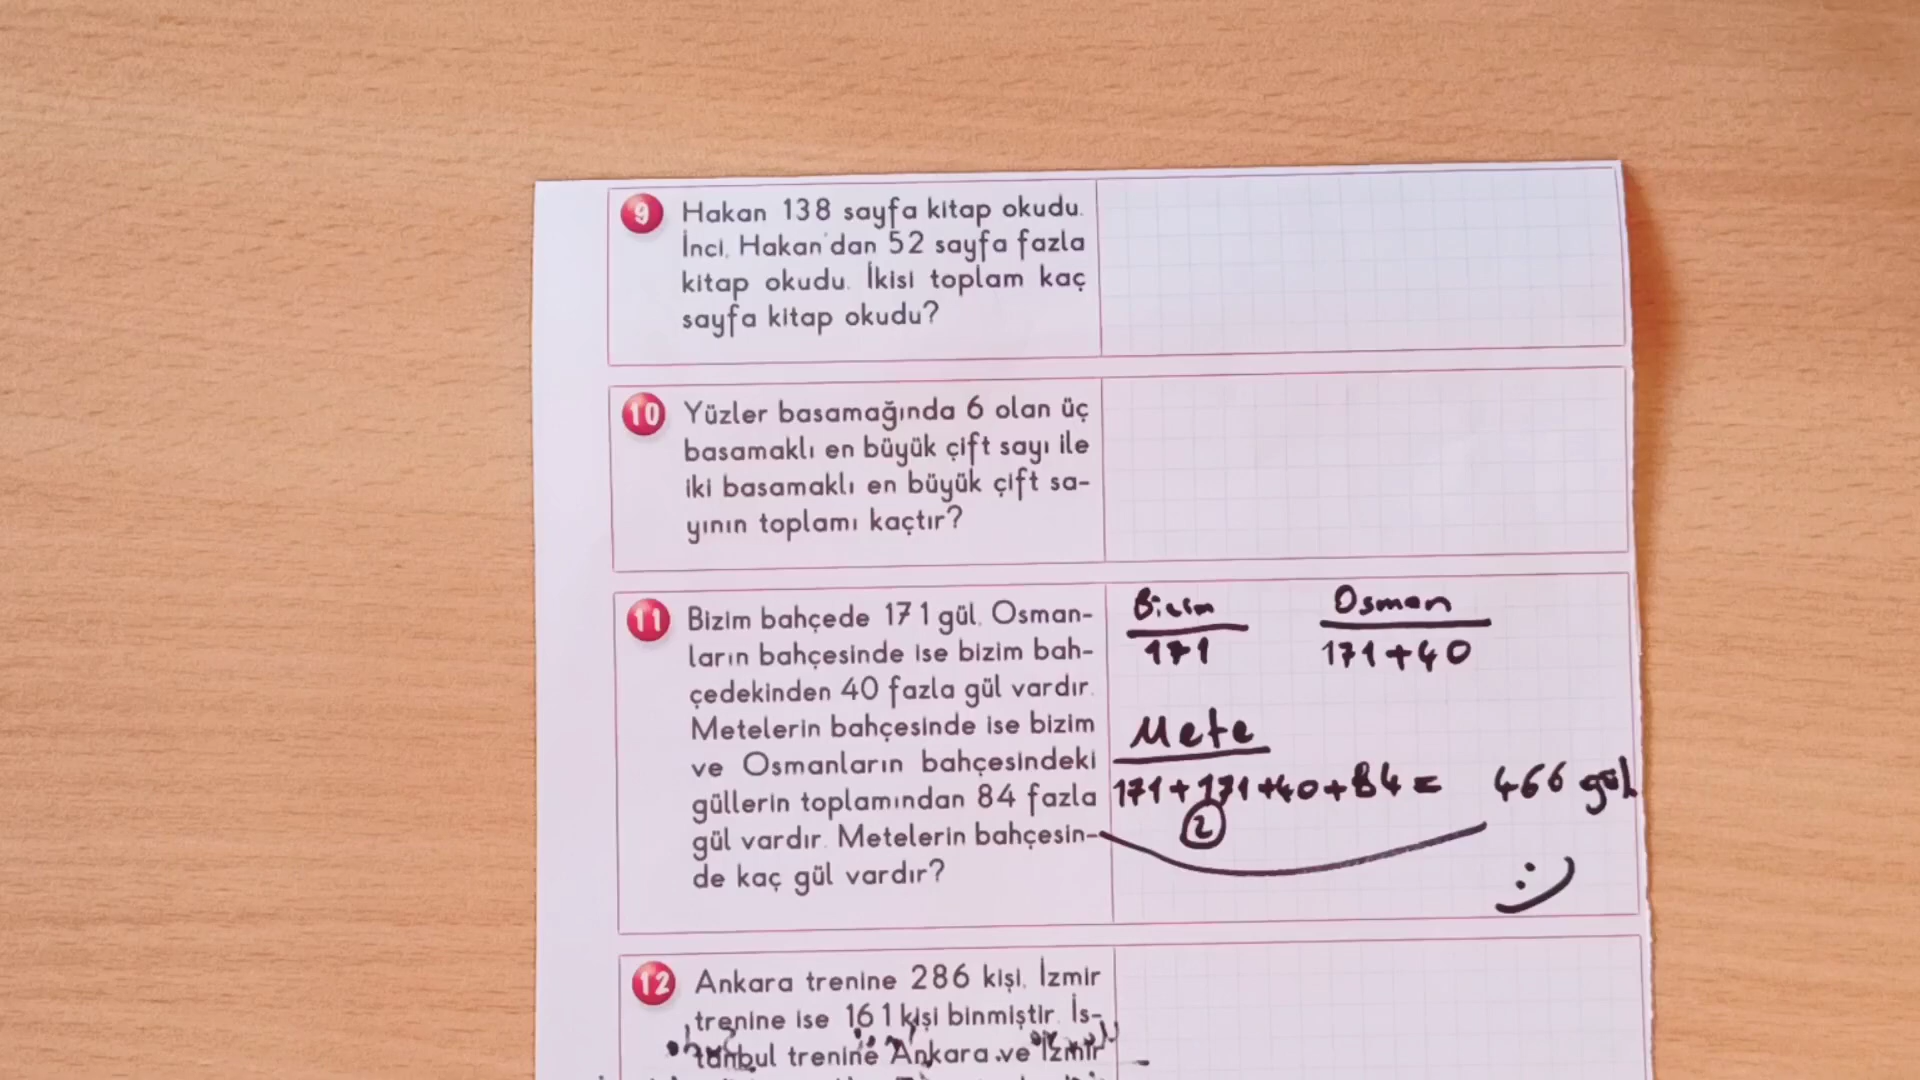 9 Hakan 138 sayfa kitap okudu.
İnci, Hakan'dan 52 sayfa fazla
kitap okudu. İkisi toplam kaç
sayfa kitap okudu?
10 Yüzler basamağında 6 olan üç
basamaklı en büyük çift sayı ile
iki basamaklı en büyük çift sa-
yının toplamı kaçtır?
11 Bizim bahçede 171 gül, Osman-
ların bahçesinde ise bizim bah-
çedekinden 40 fazla gül vardır.
Metelerin bahçesinde ise bizim
ve Osmanların bahçesindeki
güllerin toplamından 84 fazla
gül vardır. Metelerin bahçesin-
de kaç gül vardır?
Bizim Osman
171 171+40
Mete
171+171+40+84= 466 gül
2
12 Ankara trenine 286 kişi, İzmir
trenine ise 161 kişi binmiştir. İs-
tanbul trenine Ankara ve İzmir